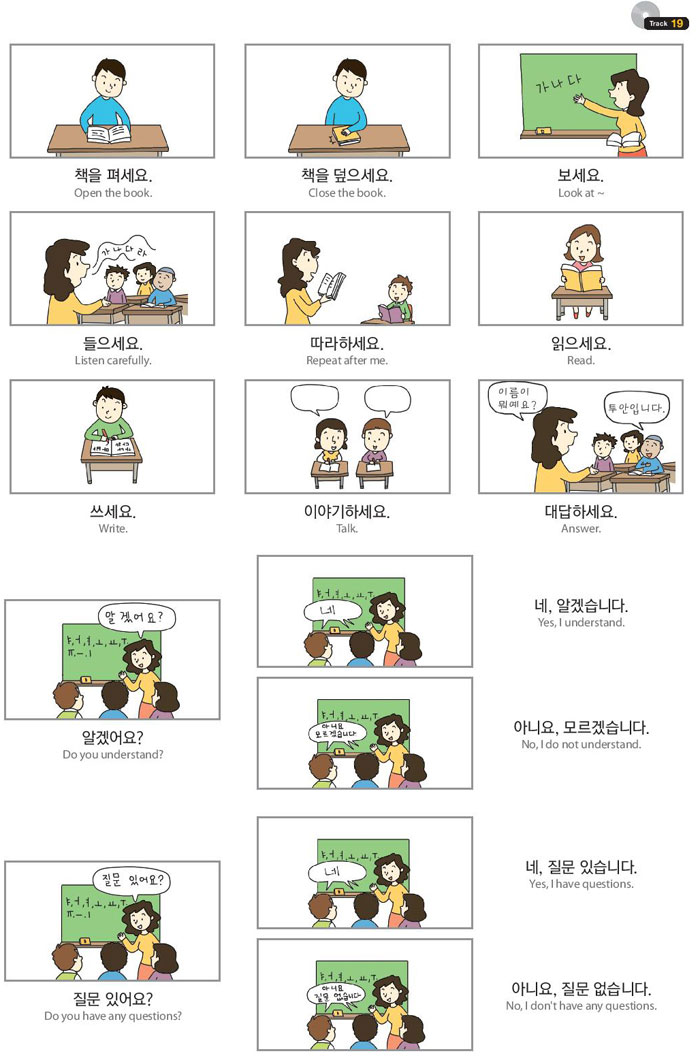 Track 19
책을 펴세요.
Open the book.
책을 덮으세요.
Close the book.
가나다
보세요.
Look at ~
가나다라
들으세요.
Listen carefully.
따라하세요.
Repeat after me.
읽으세요.
Read.
쓰세요.
Write.
이야기하세요.
Talk.
이름이
뭐예요?
투안입니다.
대답하세요.
Answer.
알겠어요?
ㅑ,ㅓ,ㅕ,ㅗ,ㅛ,ㅜ
ㅠ,ㅡ,ㅣ
알겠어요?
Do you understand?
네
네, 알겠습니다.
Yes, I understand.
아니요
모르겠습니다
아니요, 모르겠습니다.
No, I do not understand.
질문 있어요?
ㅑ,ㅓ,ㅕ,ㅗ,ㅛ,ㅜ
ㅠ,ㅡ,ㅣ
질문 있어요?
Do you have any questions?
네
네, 질문 있습니다.
Yes, I have questions.
아니요
질문 없습니다
아니요, 질문 없습니다.
No, I don't have any questions.